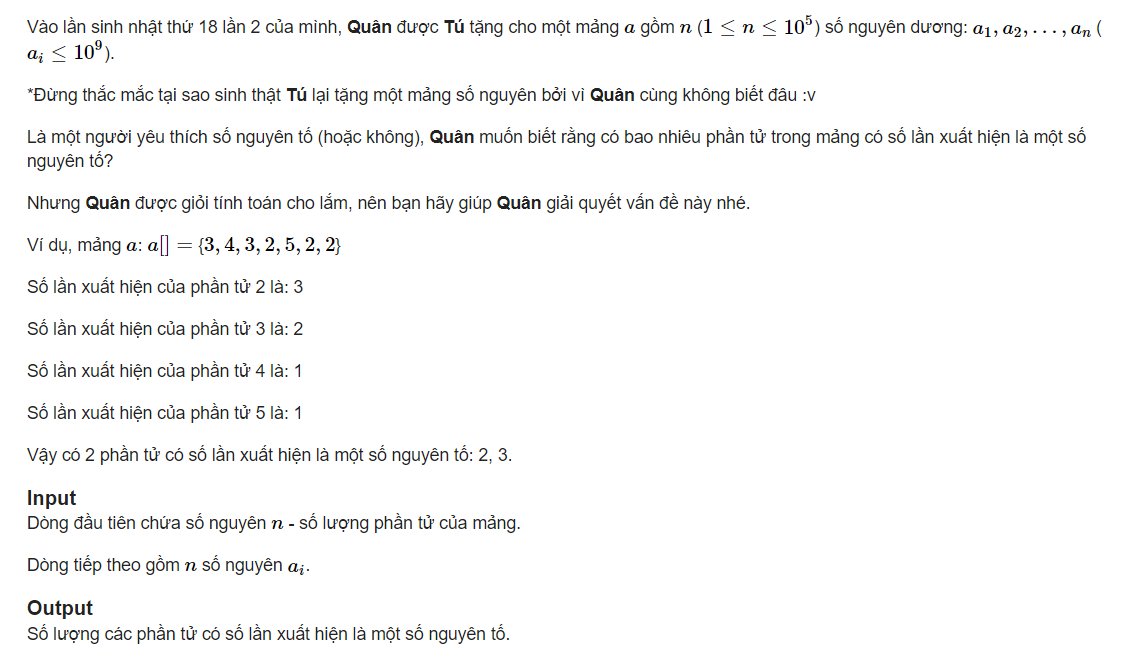 Vào lần sinh nhật thứ 18 lần 2 của mình, Quân được Tú tặng cho một mảng a gồm n (1 ≤ n ≤ 10^5) số nguyên dương: a_1, a_2, . . . , a_n (
a_i ≤ 10^9).
*Đừng thắc mắc tại sao sinh thật Tú lại tặng một mảng số nguyên bởi vì Quân cùng không biết đâu :v
Là một người yêu thích số nguyên tố (hoặc không), Quân muốn biết rằng có bao nhiêu phần tử trong mảng có số lần xuất hiện là một số
nguyên tố?
Nhưng Quân được giỏi tính toán cho lắm, nên bạn hãy giúp Quân giải quyết vấn đề này nhé.
Ví dụ, mảng a: a[] = {3, 4, 3, 2, 5, 2, 2}
Số lần xuất hiện của phần tử 2 là: 3
Số lần xuất hiện của phần tử 3 là: 2
Số lần xuất hiện của phần tử 4 là: 1
Số lần xuất hiện của phần tử 5 là: 1
Vậy có 2 phần tử có số lần xuất hiện là một số nguyên tố: 2, 3.
Input
Dòng đầu tiên chứa số nguyên n - số lượng phần tử của mảng.
Dòng tiếp theo gồm n số nguyên a_i.
Output
Số lượng các phần tử có số lần xuất hiện là một số nguyên tố.